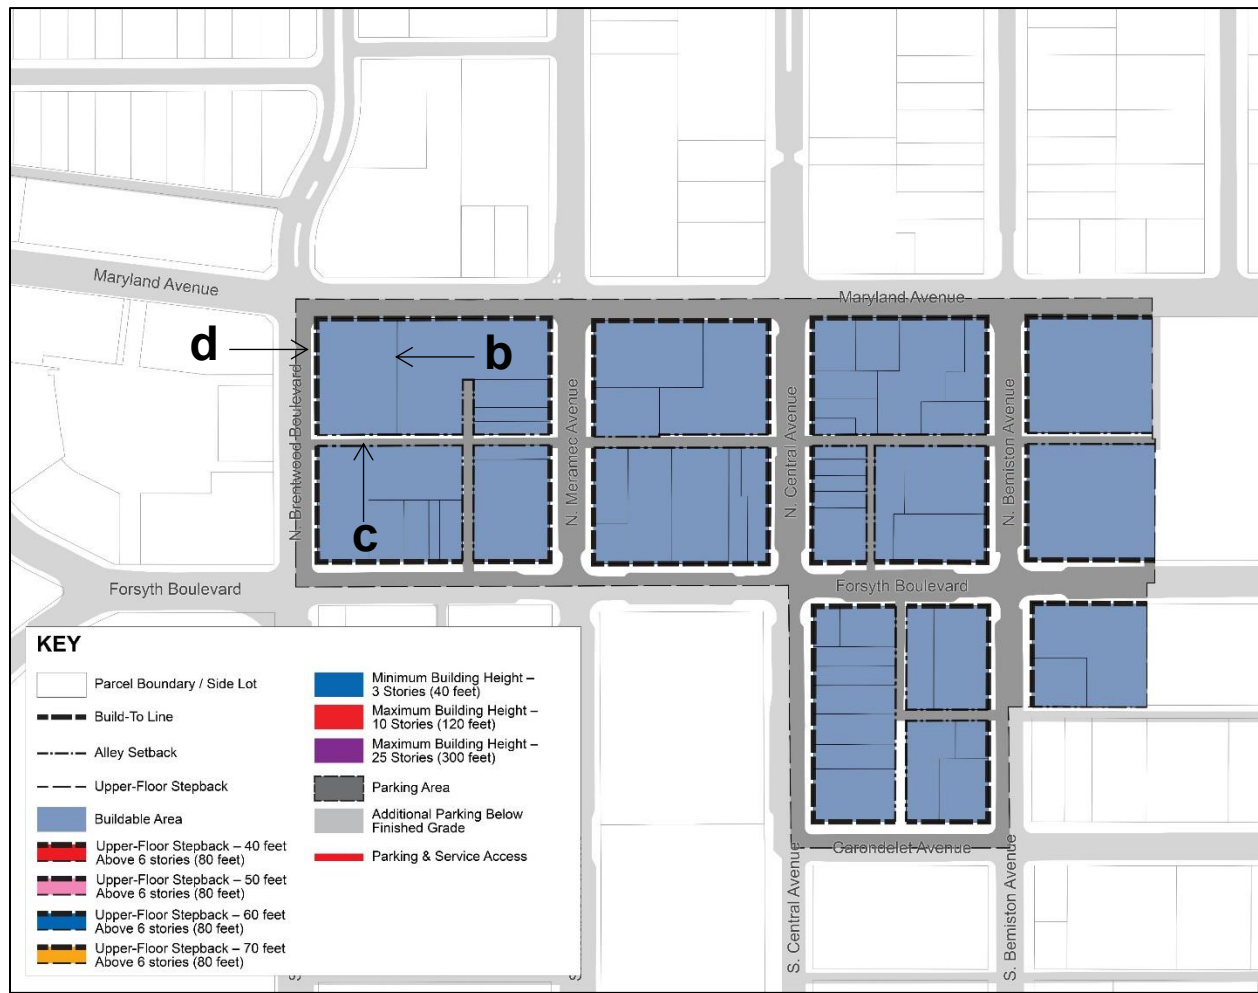 Maryland Avenue
Maryland Avenue
d
b
N. Brentwood Boulevard
N. Meramec Avenue
N. Central Avenue
N. Bemiston Avenue
c
Forsyth Boulevard
Forsyth Boulevard
KEY
Parcel Boundary / Side Lot
Build-To Line
Alley Setback
Upper-Floor Stepback
Buildable Area
Upper-Floor Stepback – 40 feet
Above 6 stories (80 feet)
Upper-Floor Stepback – 50 feet
Above 6 stories (80 feet)
Upper-Floor Stepback – 60 feet
Above 6 stories (80 feet)
Upper-Floor Stepback – 70 feet
Above 6 stories (80 feet)
Minimum Building Height –
3 Stories (40 feet)
Maximum Building Height –
10 Stories (120 feet)
Maximum Building Height –
25 Stories (300 feet)
Parking Area
Additional Parking Below
Finished Grade
Parking & Service Access
Carondelet Avenue
S. Central Avenue
S. Bemiston Avenue